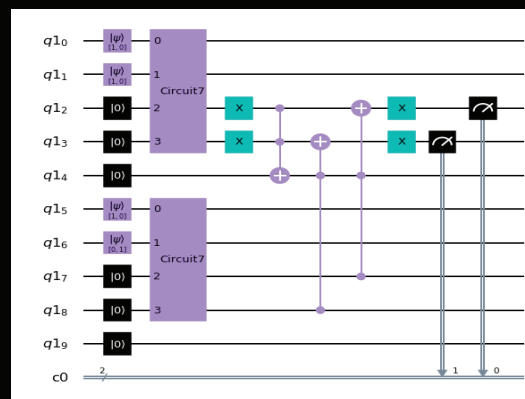 q1₀ |ψ⟩ [1,0] 0
q1₁ |ψ⟩ [1,0] 1
Circuit7
q1₂ |0⟩ 2 X
q1₃ |0⟩ 3 X X
q1₄ |0⟩
q1₅ |ψ⟩ [1,0] 0
q1₆ |ψ⟩ [0,1] 1
Circuit7
q1₇ |0⟩ 2
q1₈ |0⟩ 3
q1₉ |0⟩
c0 2 1 0